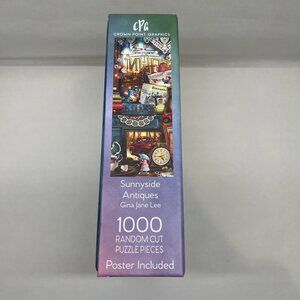 CPG
CROWN POINT GRAPHICS
Sunnyside
Antiques
Gina Jane Lee
1000
RANDOM CUT
PUZZLE PIECES
Poster Included